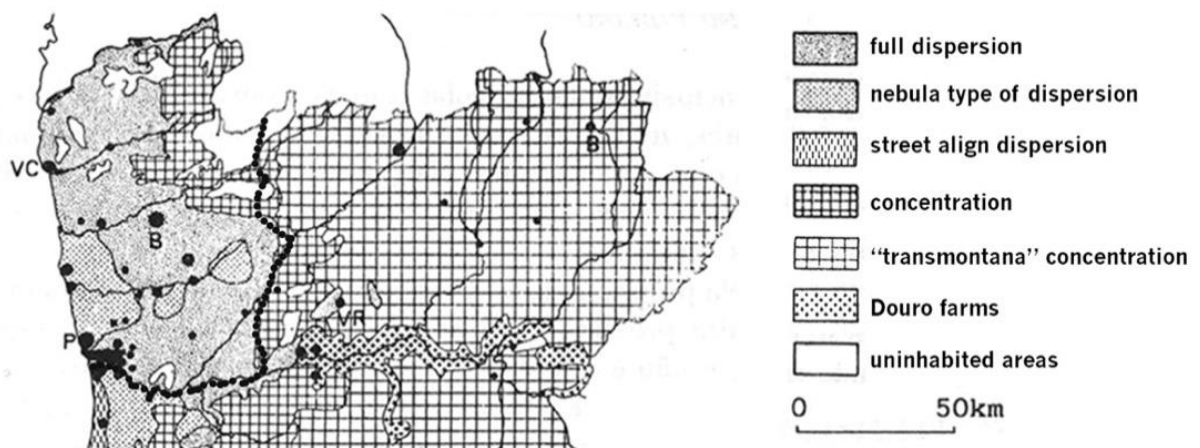 VC
B
P
VR
B
full dispersion
nebula type of dispersion
street align dispersion
concentration
“transmontana” concentration
Douro farms
uninhabited areas
0 50km